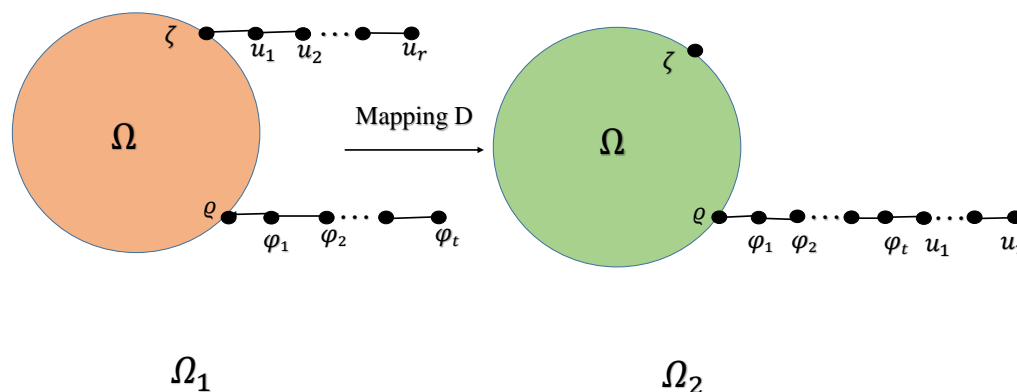 ζ u₁ u₂ ... uᵣ
ζ
Mapping D
Ω
Ω
ϱ φ₁ φ₂ ... φₜ
ϱ φ₁ φ₂ ... φₜ u₁ ...
Ω₁
Ω₂